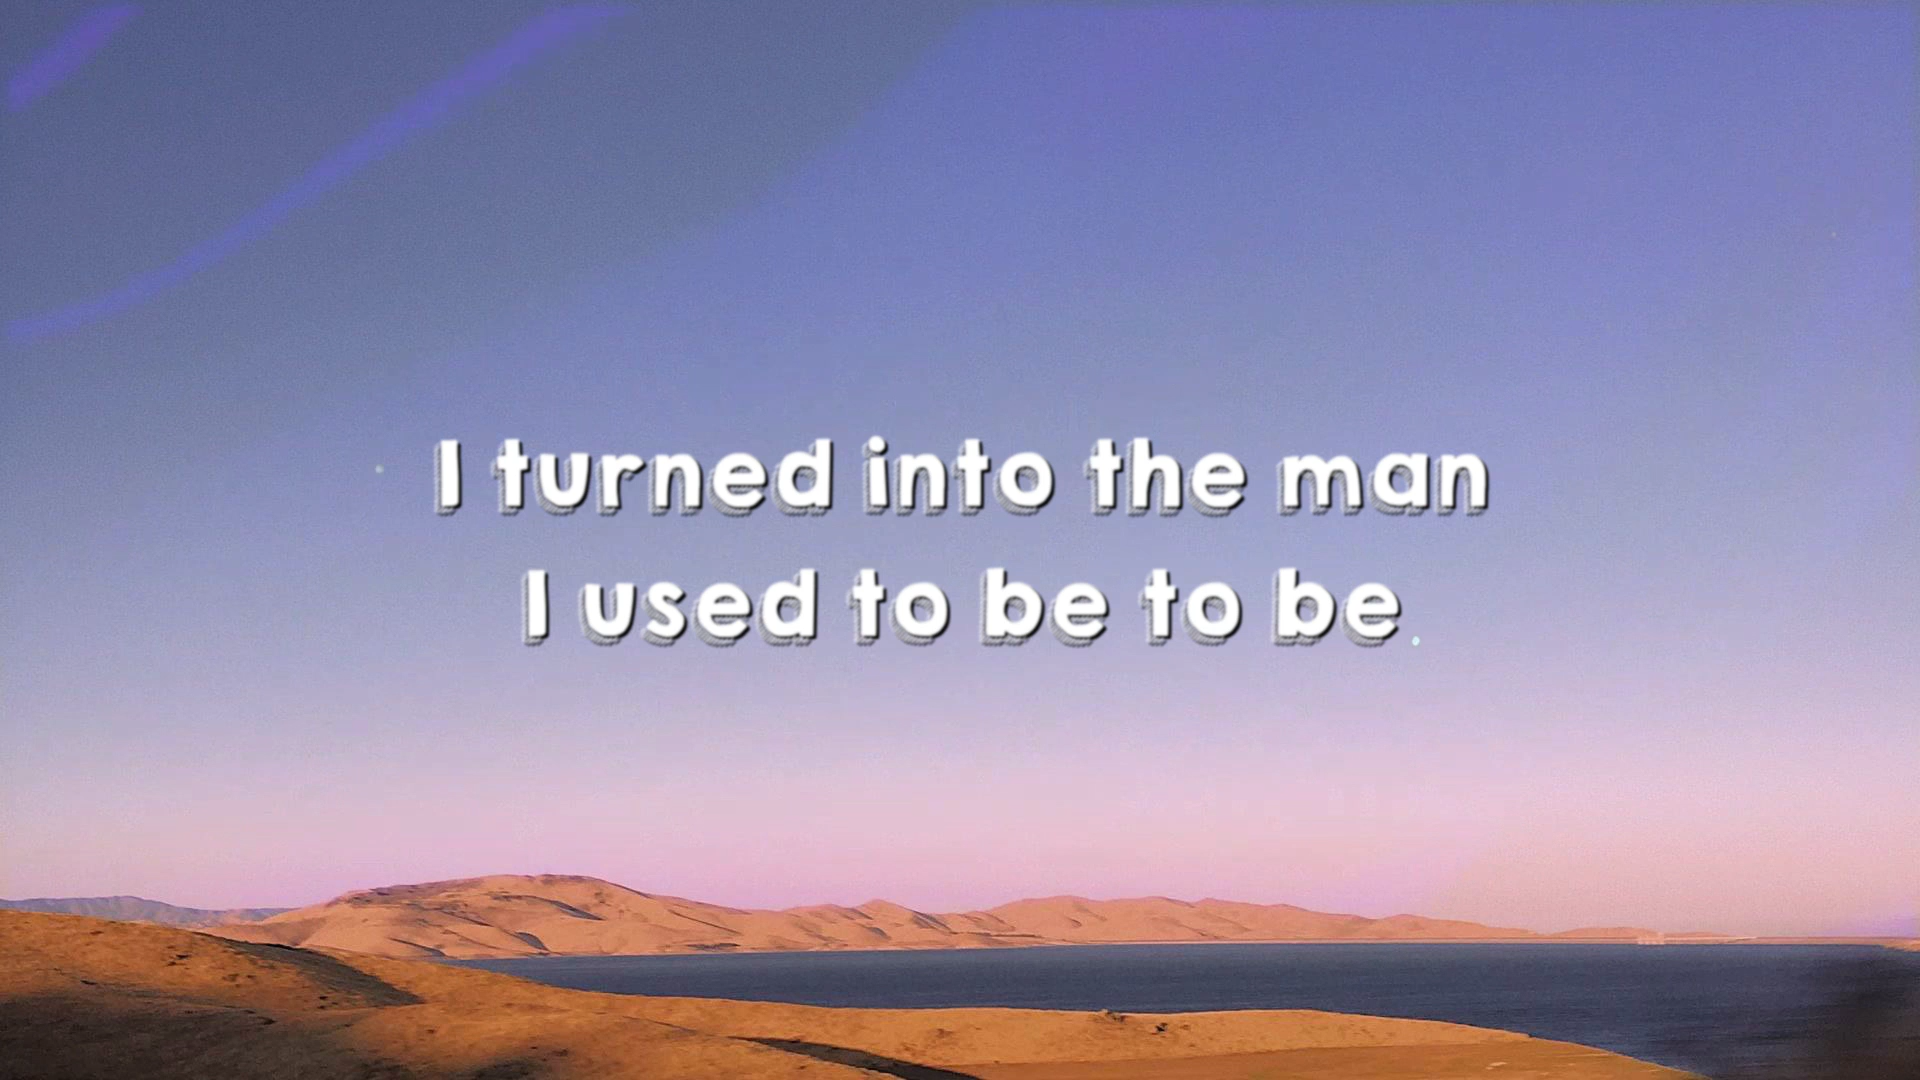 I turned into the man
I used to be to be